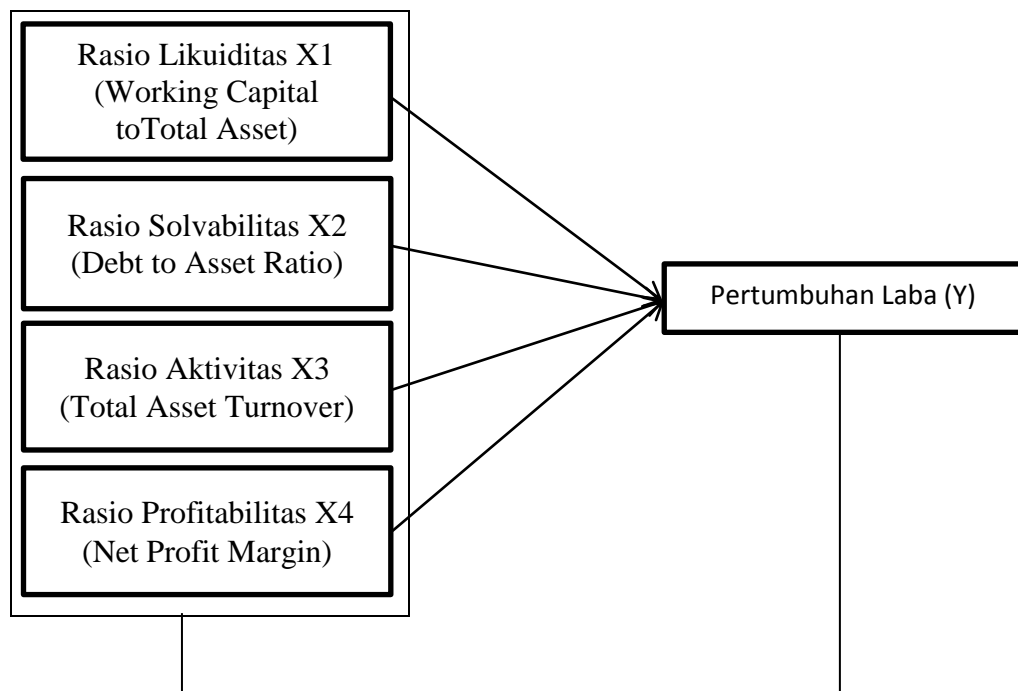 Rasio Likuiditas X1
(Working Capital
toTotal Asset)
Rasio Solvabilitas X2
(Debt to Asset Ratio)
Rasio Aktivitas X3
(Total Asset Turnover)
Rasio Profitabilitas X4
(Net Profit Margin)
Pertumbuhan Laba (Y)